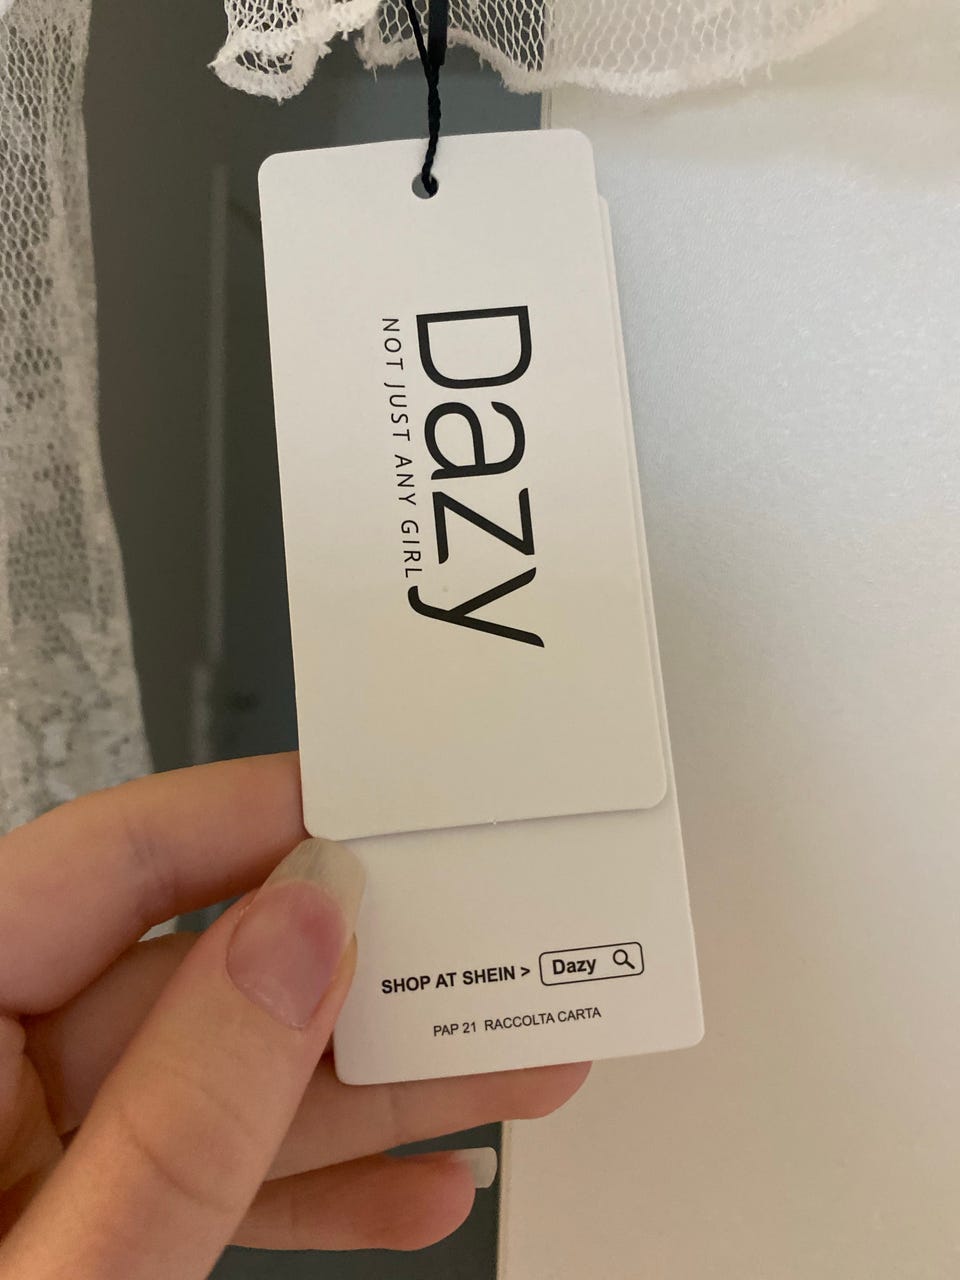 Dazy
NOT JUST ANY GIRL
SHOP AT SHEIN > Dazy
PAP 21 RACCOLTA CARTA